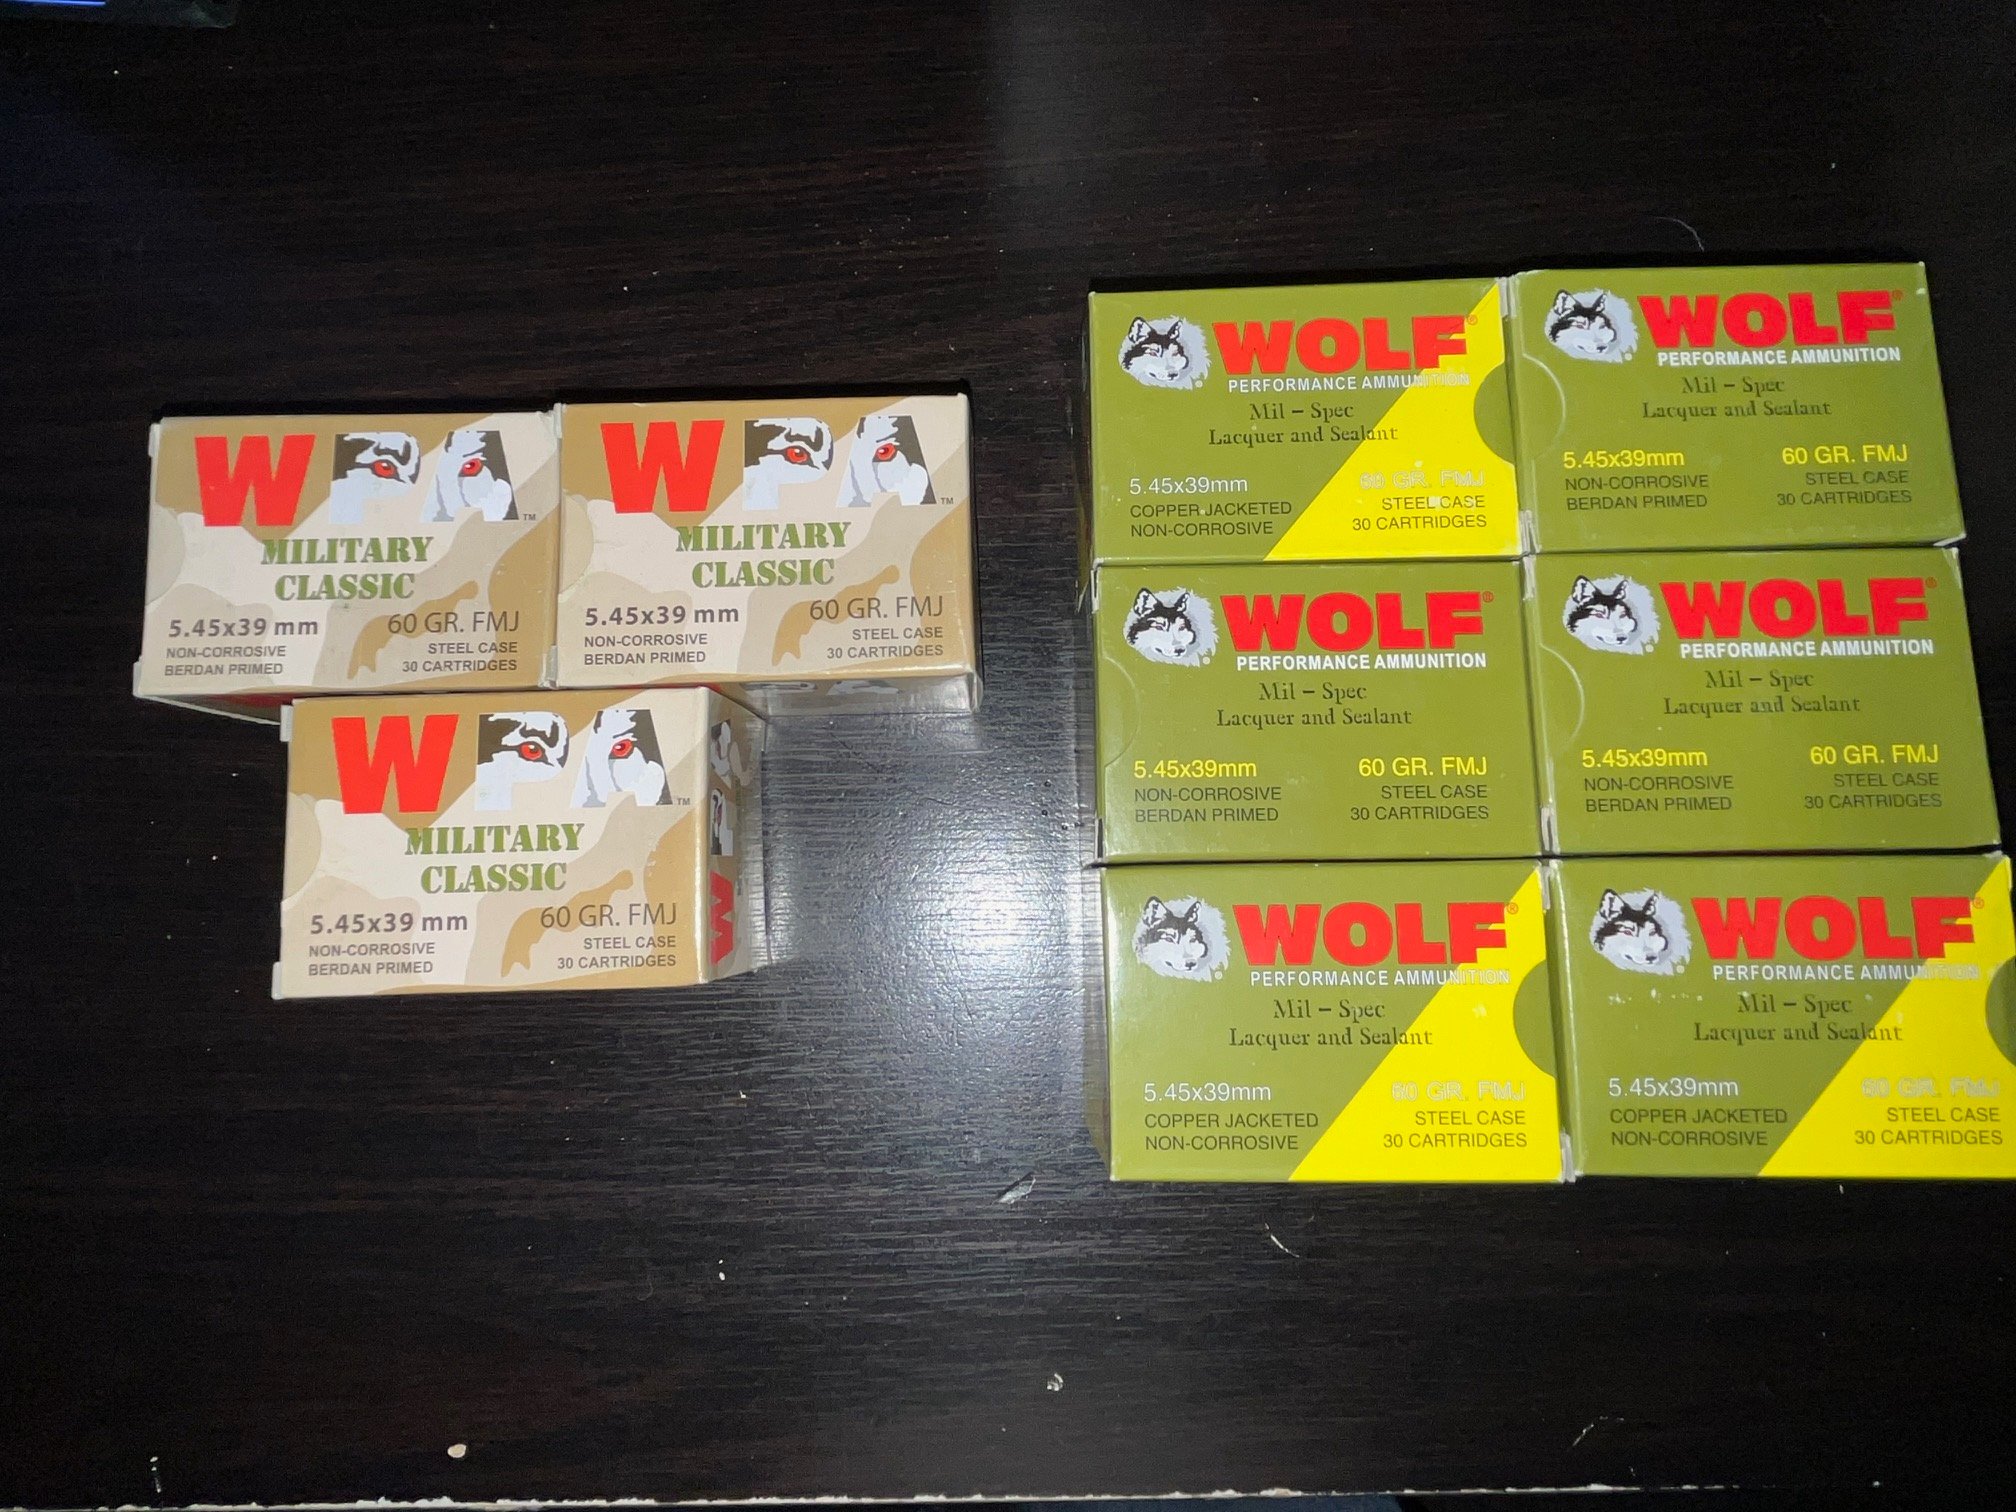 WPA™
MILITARY
CLASSIC
5.45x39 mm 60 GR. FMJ
NON-CORROSIVE STEEL CASE
BERDAN PRIMED 30 CARTRIDGES
WPA™
MILITARY
CLASSIC
5.45x39 mm 60 GR. FMJ
NON-CORROSIVE STEEL CASE
BERDAN PRIMED 30 CARTRIDGES
WPA™
MILITARY
CLASSIC
5.45x39 mm 60 GR. FMJ
NON-CORROSIVE STEEL CASE
BERDAN PRIMED 30 CARTRIDGES
WOLF®
PERFORMANCE AMMUNITION
Mil – Spec
Lacquer and Sealant
5.45x39mm 60 GR. FMJ
COPPER JACKETED STEEL CASE
NON-CORROSIVE 30 CARTRIDGES
WOLF®
PERFORMANCE AMMUNITION
Mil – Spec
Lacquer and Sealant
5.45x39mm 60 GR. FMJ
NON-CORROSIVE STEEL CASE
BERDAN PRIMED 30 CARTRIDGES
WOLF®
PERFORMANCE AMMUNITION
Mil – Spec
Lacquer and Sealant
5.45x39mm 60 GR. FMJ
NON-CORROSIVE STEEL CASE
BERDAN PRIMED 30 CARTRIDGES
WOLF®
PERFORMANCE AMMUNITION
Mil – Spec
Lacquer and Sealant
5.45x39mm 60 GR. FMJ
NON-CORROSIVE STEEL CASE
BERDAN PRIMED 30 CARTRIDGES
WOLF®
PERFORMANCE AMMUNITION
Mil – Spec
Lacquer and Sealant
5.45x39mm 60 GR. FMJ
COPPER JACKETED STEEL CASE
NON-CORROSIVE 30 CARTRIDGES
WOLF®
PERFORMANCE AMMUNITION
Mil – Spec
Lacquer and Sealant
5.45x39mm 60 GR. FMJ
COPPER JACKETED STEEL CASE
NON-CORROSIVE 30 CARTRIDGES